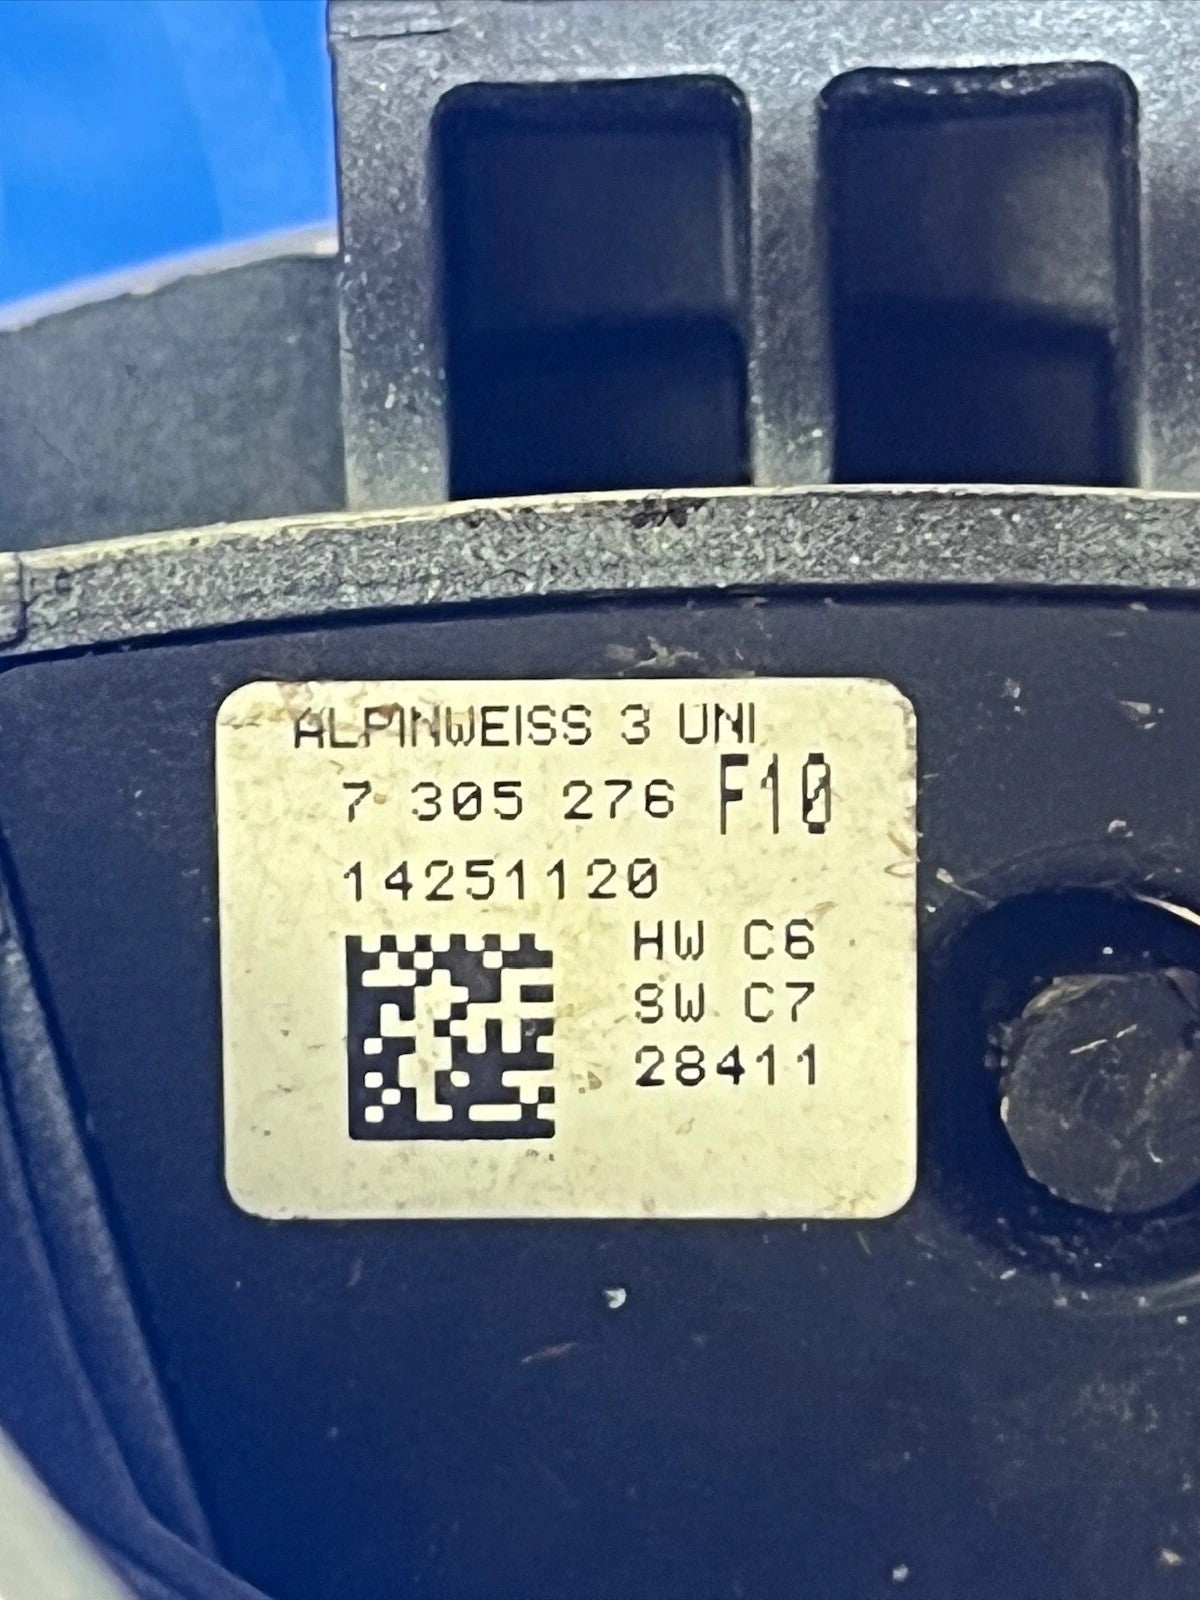 ALPINWEISS 3 UNI
7 305 276 F10
14251120
HW C6
SW C7
28411